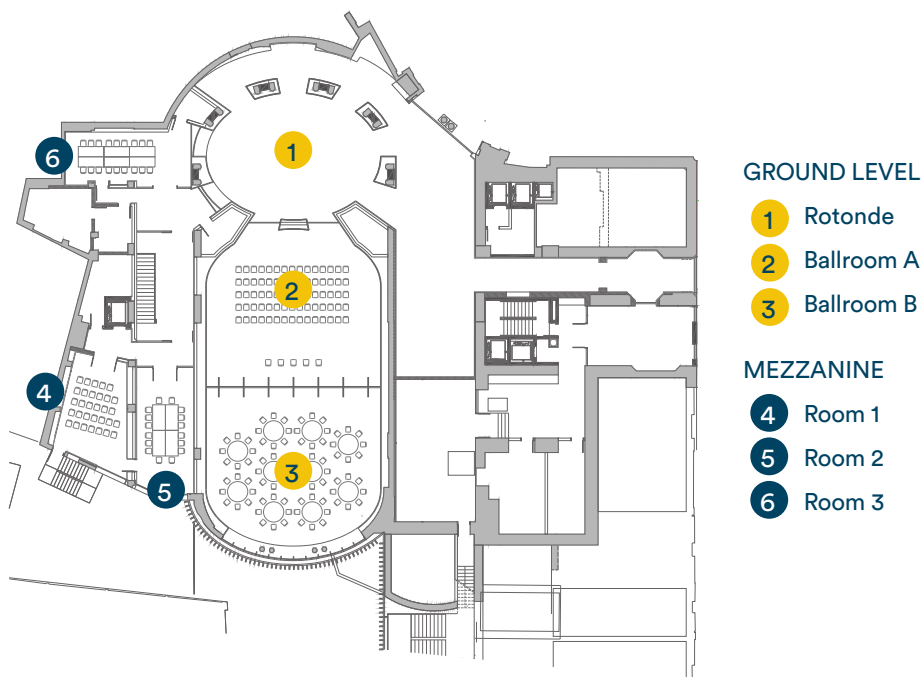 6
1
2
4
3
5
GROUND LEVEL
1 Rotonde
2 Ballroom A
3 Ballroom B
MEZZANINE
4 Room 1
5 Room 2
6 Room 3